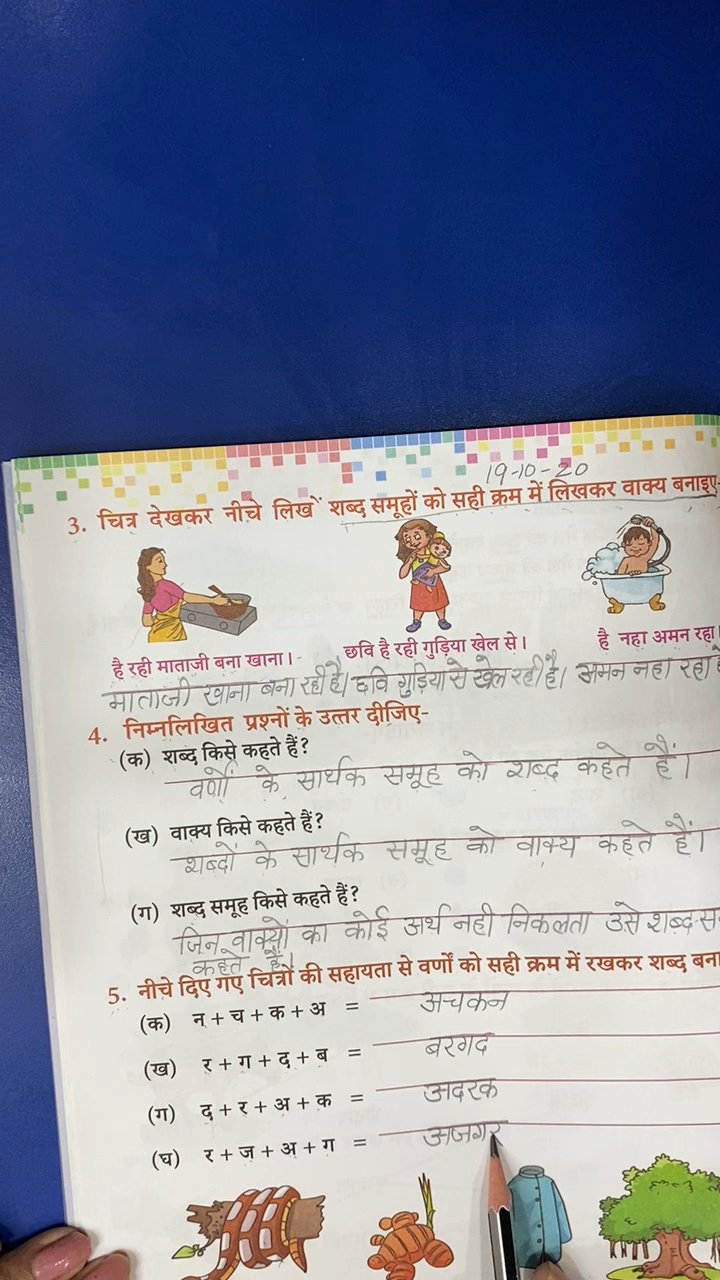 19-10-20
3. चित्र देखकर नीचे लिखे शब्द समूहों को सही क्रम में लिखकर वाक्य बनाइए-
है रही माताजी बना खाना। छवि है रही गुड़िया खेल से। है नहा अमन रहा।
माताजी खाना बना रही है। छवि गुड़िया से खेल रही है। अमन नहा रहा है
4. निम्नलिखित प्रश्नों के उत्तर दीजिए-
(क) शब्द किसे कहते हैं?
वर्णों के सार्थक समूह को शब्द कहते हैं।
(ख) वाक्य किसे कहते हैं?
शब्दों के सार्थक समूह को वाक्य कहते हैं।
(ग) शब्द समूह किसे कहते हैं?
जिन वाक्यों का कोई अर्थ नही निकलता उसे शब्द-स
कहते हैं।
5. नीचे दिए गए चित्रों की सहायता से वर्णों को सही क्रम में रखकर शब्द बना
(क) न + च + क + अ = अचकन
(ख) र + ग + द + ब = बरगद
(ग) द + र + अ + क = अदरक
(घ) र + ज + अ + ग = अजगर